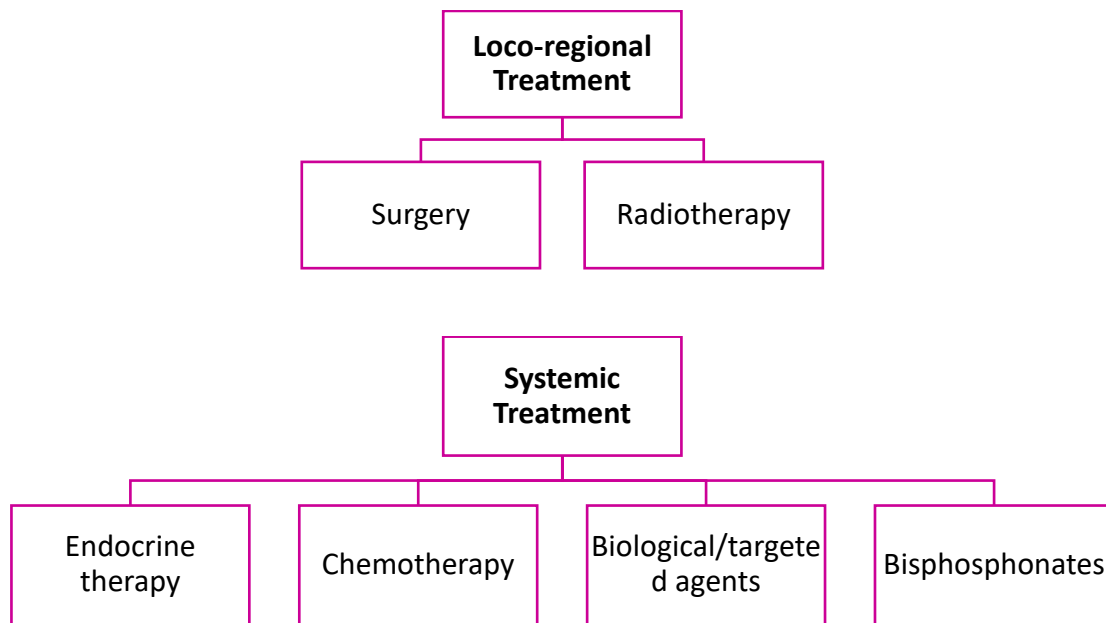 Loco-regional
Treatment
Surgery
Radiotherapy
Systemic
Treatment
Endocrine
therapy
Chemotherapy
Biological/targete
d agents
Bisphosphonates